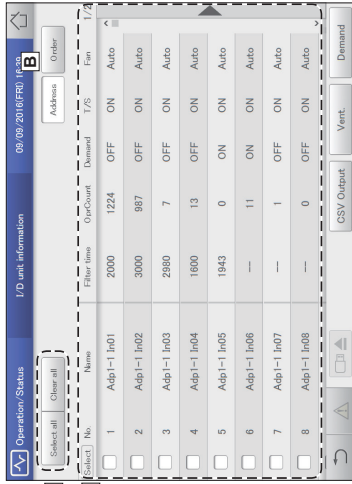 Operation/Status I/D unit information 09/09/2016(FRI) 16:39
B
Select all Clear all Address Order
Select No. Name Filter time OprCount Demand T/S Fan 1/2
1 Adp1-1 In01 2000 1224 OFF ON Auto
2 Adp1-1 In02 3000 987 OFF ON Auto
3 Adp1-1 In03 2980 7 OFF ON Auto
4 Adp1-1 In04 1600 13 OFF ON Auto
5 Adp1-1 In05 1943 0 ON ON Auto
6 Adp1-1 In06 — 11 ON ON Auto
7 Adp1-1 In07 — 1 OFF ON Auto
8 Adp1-1 In08 — 0 OFF ON Auto
CSV Output Vent. Demand